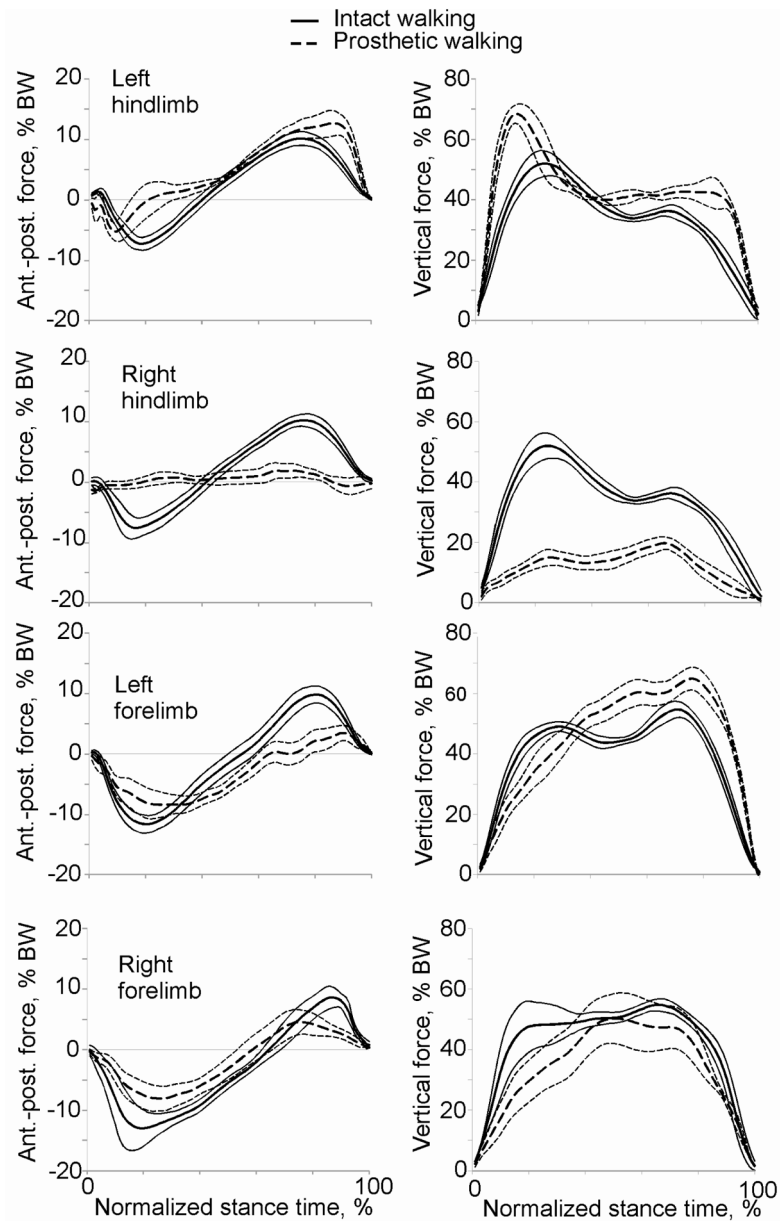 Intact walking
Prosthetic walking
Ant.-post. force, % BW
20
10
0
-10
-20
Left
hindlimb
Vertical force, % BW
80
60
40
20
0
Ant.-post. force, % BW
20
10
0
-10
-20
Right
hindlimb
Vertical force, % BW
80
60
40
20
0
Ant.-post. force, % BW
20
10
0
-10
-20
Left
forelimb
Vertical force, % BW
80
60
40
20
0
Ant.-post. force, % BW
20
10
0
-10
-20
Right
forelimb
0 100
Normalized stance time, %
Vertical force, % BW
80
60
40
20
0
0 100
Normalized stance time, %